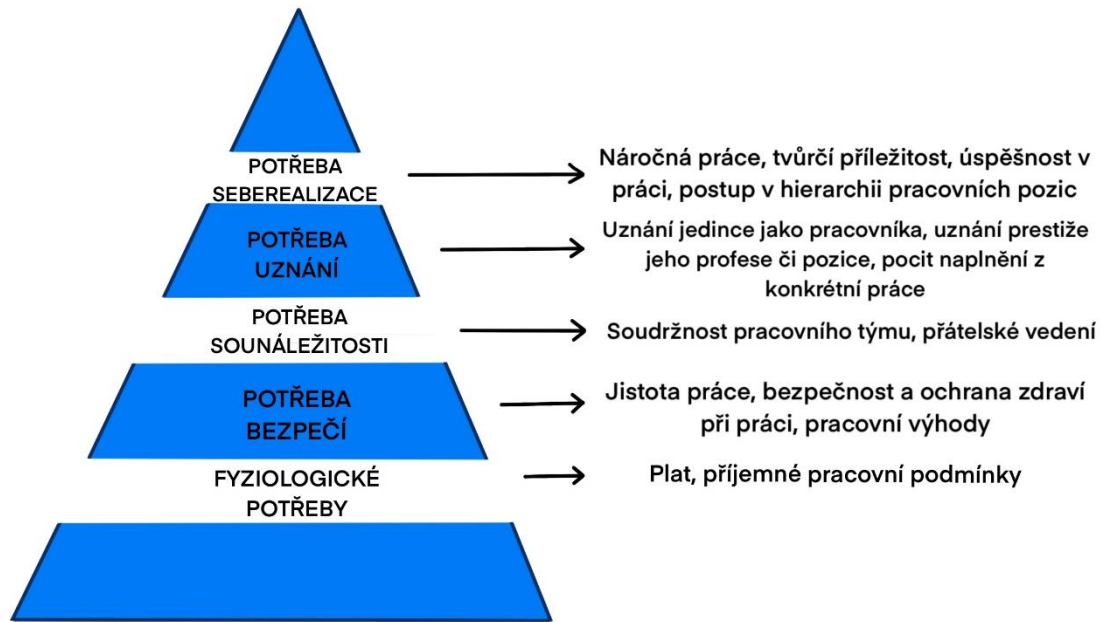 POTŘEBA
SEBEREALIZACE
Náročná práce, tvůrčí příležitost, úspěšnost v
práci, postup v hierarchii pracovních pozic
POTŘEBA
UZNÁNÍ
Uznání jedince jako pracovníka, uznání prestiže
jeho profese či pozice, pocit naplnění z
konkrétní práce
POTŘEBA
SOUNÁLEŽITOSTI
Soudržnost pracovního týmu, přátelské vedení
POTŘEBA
BEZPEČÍ
Jistota práce, bezpečnost a ochrana zdraví
při práci, pracovní výhody
FYZIOLOGICKÉ
POTŘEBY
Plat, příjemné pracovní podmínky